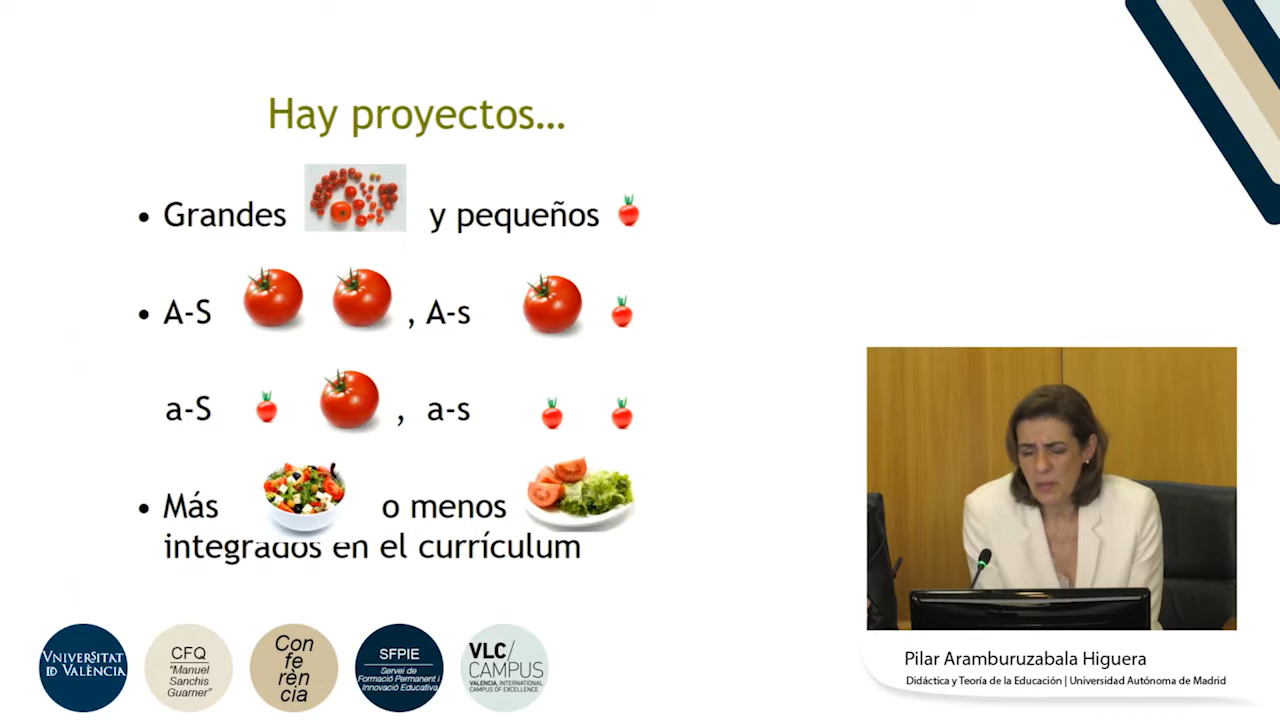 Hay proyectos...
• Grandes y pequeños
• A-S , A-s
a-S , a-s
• Más o menos
integrados en el currículum
VNIVERSITAT
ID VALÈNCIA
CFQ
"Manuel
Sanchis
Guarner"
Con
fe
rèn
cia
SFPIE
Servei de
Formació Permanent i
Innovació Educativa
VLC/
CAMPUS
VALENCIA, INTERNATIONAL
CAMPUS OF EXCELLENCE
Pilar Aramburuzabala Higuera
Didáctica y Teoría de la Educación | Universidad Autónoma de Madrid